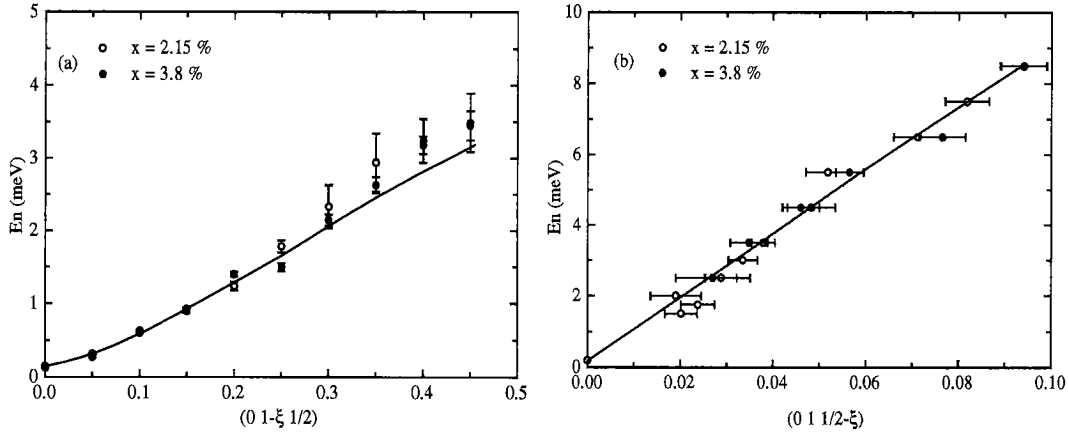 5
(a)
x = 2.15 %
x = 3.8 %
4
3
2
1
0
En (meV)
0.0 0.1 0.2 0.3 0.4 0.5
(0 1-ξ 1/2)
10
(b)
x = 2.15 %
x = 3.8 %
8
6
4
2
0
En (meV)
0.00 0.02 0.04 0.06 0.08 0.10
(0 1 1/2-ξ)